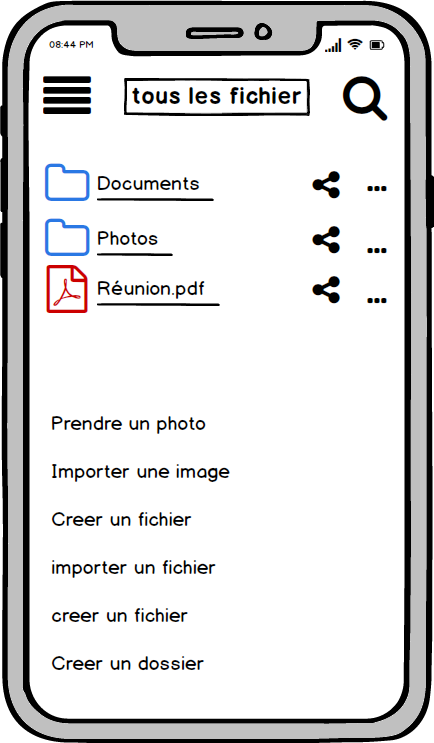 08:44 PM
tous les fichier
Documents
Photos
Réunion.pdf
Prendre un photo
Importer une image
Creer un fichier
importer un fichier
creer un fichier
Creer un dossier